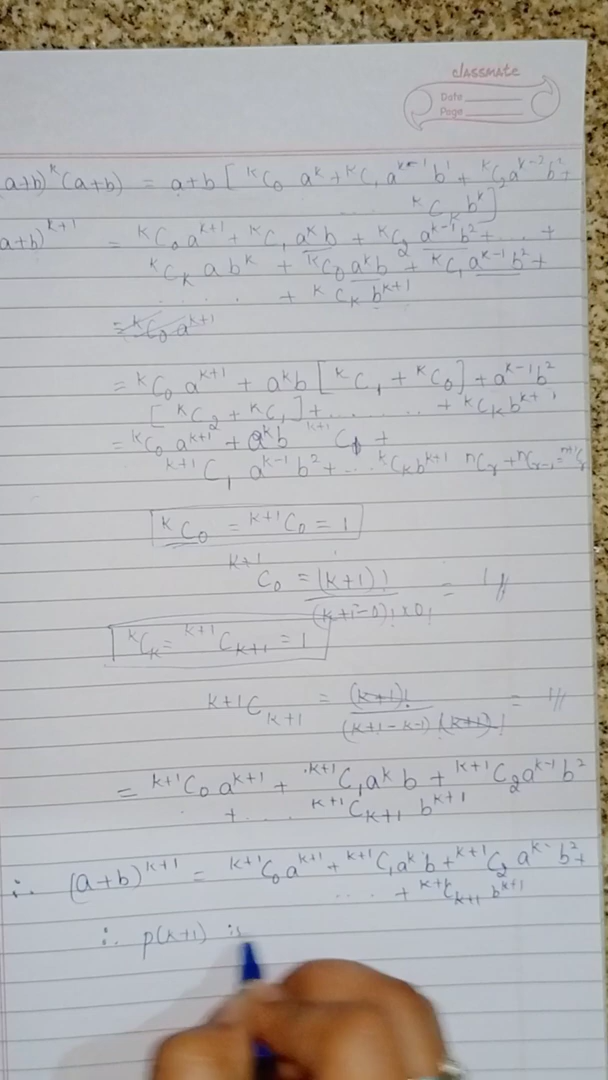 classmate
Date
Page
(a+b)^k (a+b) = a+b [ ^kC_0 a^k + ^kC_1 a^{k-1} b^1 + ^kC_2 a^{k-2} b^2 +
..... ^kC_k b^k ]
(a+b)^{k+1} = ^kC_0 a^{k+1} + ^kC_1 a^k b + ^kC_2 a^{k-1} b^2 + ... +
^kC_k a b^k + ^kC_0 a^k b + ^kC_1 a^{k-1} b^2 +
. . . . . + ^kC_k b^{k+1}
= ^kC_0 a^{k+1}
= ^kC_0 a^{k+1} + a^k b [ ^kC_1 + ^kC_0 ] + a^{k-1} b^2
[ ^kC_2 + ^kC_1 ] + ......... + ^kC_k b^{k+1}
= ^kC_0 a^{k+1} + a^k b ^{k+1}C_1 +
^{k+1}C_1 a^{k-1} b^2 + ... ^kC_k b^{k+1} ^nC_r + ^nC_{r-1} = ^{n+1}C_r
^kC_0 = ^{k+1}C_0 = 1
^{k+1}C_0 = (k+1)! / (k+1-0)! x 0! = 1//
^kC_k = ^{k+1}C_{k+1} = 1
^{k+1}C_{k+1} = (k+1)! / (k+1-k-1) (k+1)! = 1//
= ^{k+1}C_0 a^{k+1} + ^{k+1}C_1 a^k b + ^{k+1}C_2 a^{k-1} b^2
+ .... ^{k+1}C_{k+1} b^{k+1}
∴ (a+b)^{k+1} = ^{k+1}C_0 a^{k+1} + ^{k+1}C_1 a^k b + ^{k+1}C_2 a^{k-} b^2 +
.... + ^{k+1}C_{k+1} b^{k+1}
∴ p(k+1) is